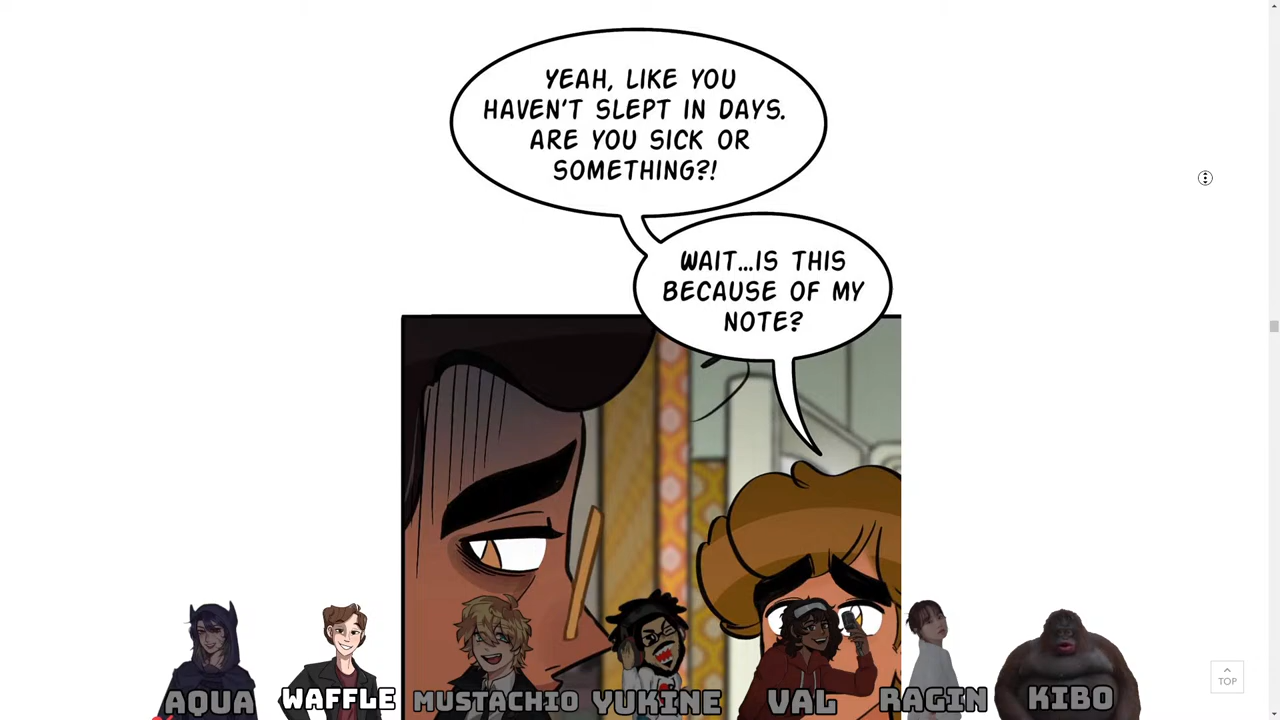 YEAH, LIKE YOU
HAVEN'T SLEPT IN DAYS.
ARE YOU SICK OR
SOMETHING?!
WAIT...IS THIS
BECAUSE OF MY
NOTE?
AQUA WAFFLE MUSTACHIO YUKINE VAL RAGIN KIBO
TOP